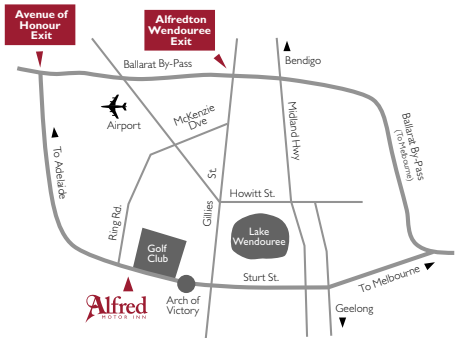 Avenue of
Honour
Exit
Alfredton
Wendouree
Exit
Ballarat By-Pass
Bendigo
Airport
McKenzie
Dve
Midland Hwy
Ballarat By-Pass
(To Melbourne)
To Adelaide
St.
Gillies
Howitt St.
Ring Rd.
Golf
Club
Lake
Wendouree
Sturt St.
To Melbourne
Alfred
MOTOR INN
Arch of
Victory
Geelong